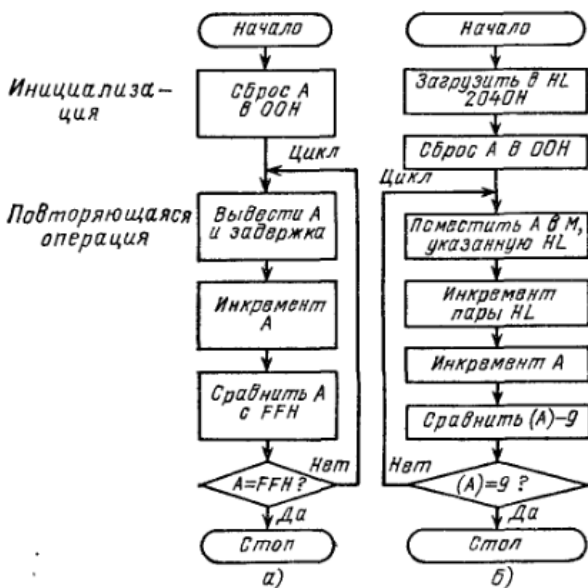 Начало
Инициализа-
ция
Сброс А
в 00Н
Цикл
Повторяющаяся
операция
Вывести А
и задержка
Инкремент
А
Сравнить А
с FFH
A=FFH?
Нет
Да
Стоп
а)
Начало
Загрузить в HL
2040H
Сброс А в 00Н
Цикл
Поместить А в М,
указанную HL
Инкремент
пары HL
Инкремент А
Сравнить (А)-9
Нет
(А)=9 ?
Да
Стоп
б)